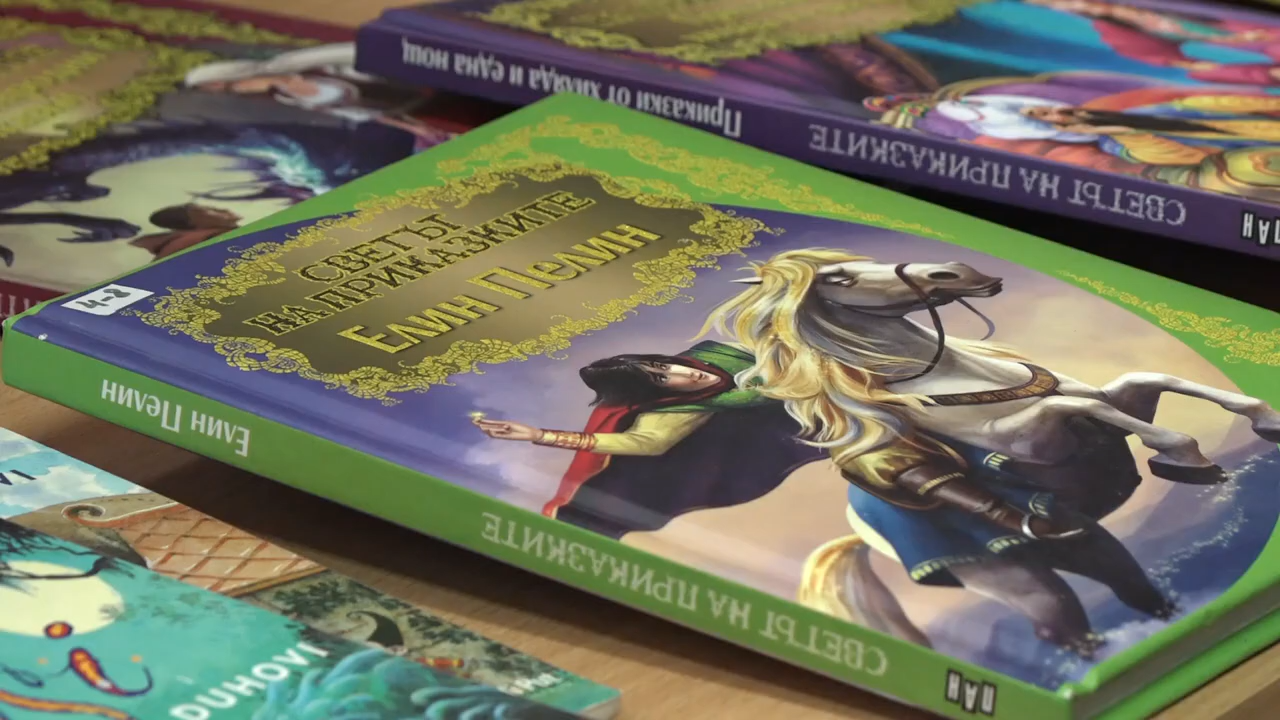 Приказки от хиляда и една нощ
СВЕТЪТ НА ПРИКАЗКИТЕ
ПАН
СВЕТЪТ
НА ПРИКАЗКИТЕ
Елин Пелин
4-8
Елин Пелин
СВЕТЪТ НА ПРИКАЗКИТЕ
ПАН
DUHOVI